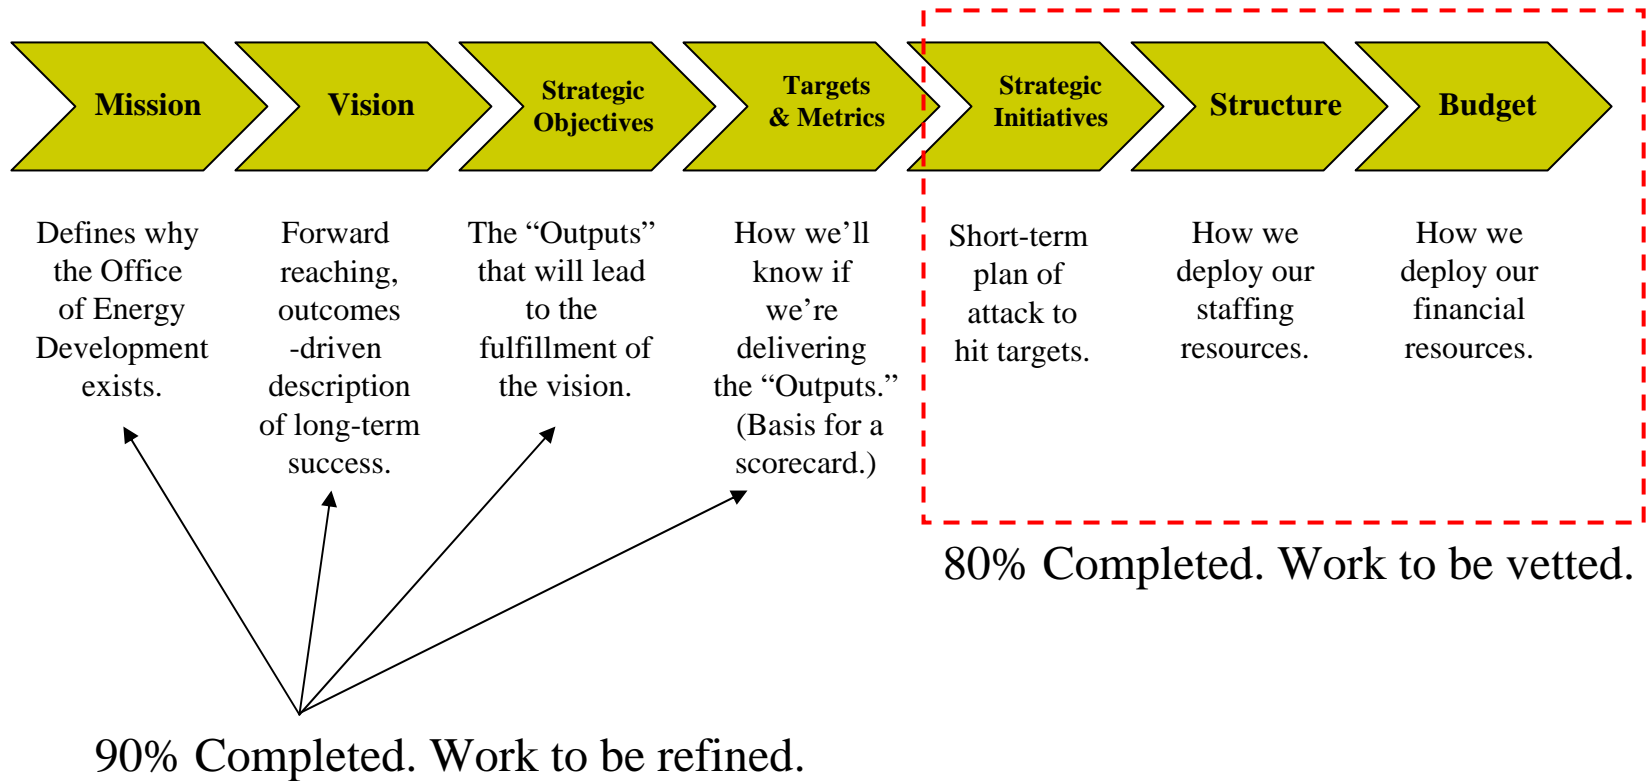 Mission
Vision
Strategic
Objectives
Targets
& Metrics
Strategic
Initiatives
Structure
Budget
Defines why
the Office
of Energy
Development
exists.
Forward
reaching,
outcomes
-driven
description
of long-term
success.
The “Outputs”
that will lead
to the
fulfillment of
the vision.
How we’ll
know if
we’re
delivering
the “Outputs.”
(Basis for a
scorecard.)
Short-term
plan of
attack to
hit targets.
How we
deploy our
staffing
resources.
How we
deploy our
financial
resources.
80% Completed. Work to be vetted.
90% Completed. Work to be refined.